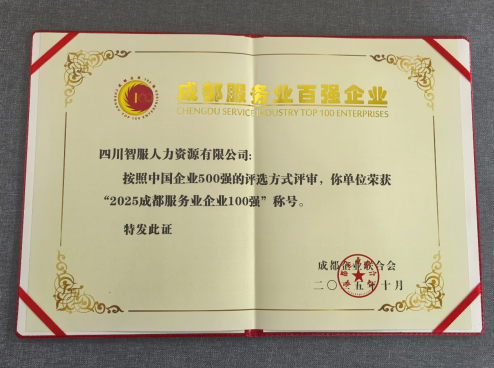 成都服务业百强企业
CHENGDU SERVICE INDUSTRY TOP 100 ENTERPRISES
四川智服人力资源有限公司:
按照中国企业500强的评选方式评审，你单位荣获
“2025成都服务业企业100强”称号。
特发此证
成都企业联合会
二〇二五年十月